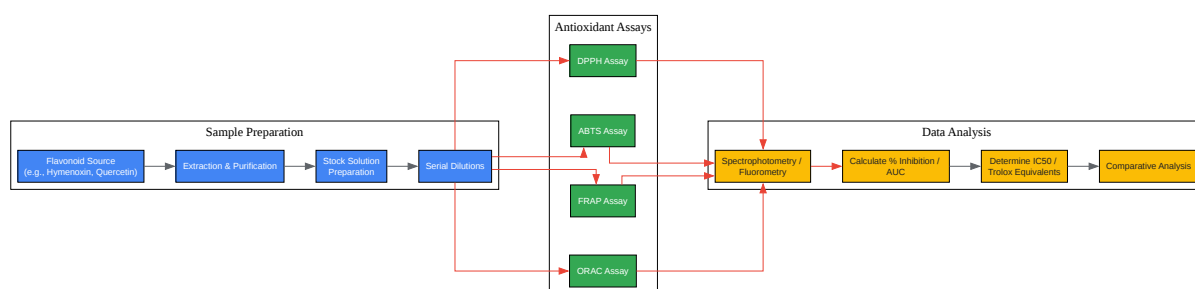 Antioxidant Assays
DPPH Assay
ABTS Assay
FRAP Assay
ORAC Assay
Sample Preparation
Flavonoid Source
(e.g., Hymenoxin, Quercetin)
Extraction & Purification
Stock Solution
Preparation
Serial Dilutions
Data Analysis
Spectrophotometry /
Fluorometry
Calculate % Inhibition /
AUC
Determine IC50 /
Trolox Equivalents
Comparative Analysis